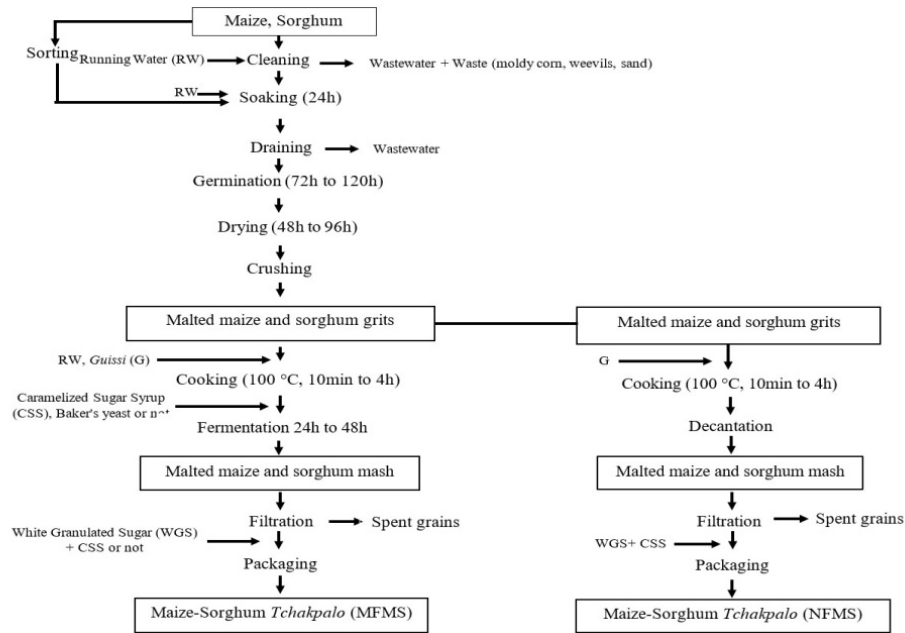 Maize, Sorghum
Sorting
Running Water (RW)
Cleaning
Wastewater + Waste (moldy corn, weevils, sand)
RW
Soaking (24h)
Draining
Wastewater
Germination (72h to 120h)
Drying (48h to 96h)
Crushing
Malted maize and sorghum grits
RW, Guissi (G)
Cooking (100 °C, 10min to 4h)
Caramelized Sugar Syrup
(CSS), Baker's yeast or
Fermentation 24h to 48h
Malted maize and sorghum mash
Filtration
Spent grains
White Granulated Sugar (WGS)
+ CSS or not
Packaging
Maize-Sorghum Tchakpalo (MFMS)
Malted maize and sorghum grits
G
Cooking (100 °C, 10min to 4h)
Decantation
Malted maize and sorghum mash
Filtration
Spent grains
WGS+ CSS
Packaging
Maize-Sorghum Tchakpalo (NFMS)